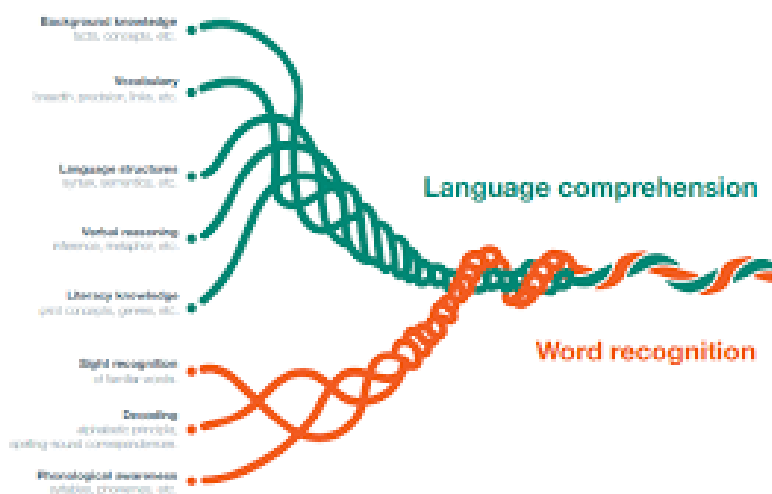 Background knowledge
facts, concepts, etc.
Vocabulary
breadth, precision, links, etc.
Language structures
syntax, semantics, etc.
Verbal reasoning
inference, metaphor, etc.
Literacy knowledge
print concepts, genres, etc.
Language comprehension
Word recognition
Sight recognition
of familiar words
Decoding
alphabetic principle,
spelling-sound correspondences
Phonological awareness
syllables, phonemes, etc.